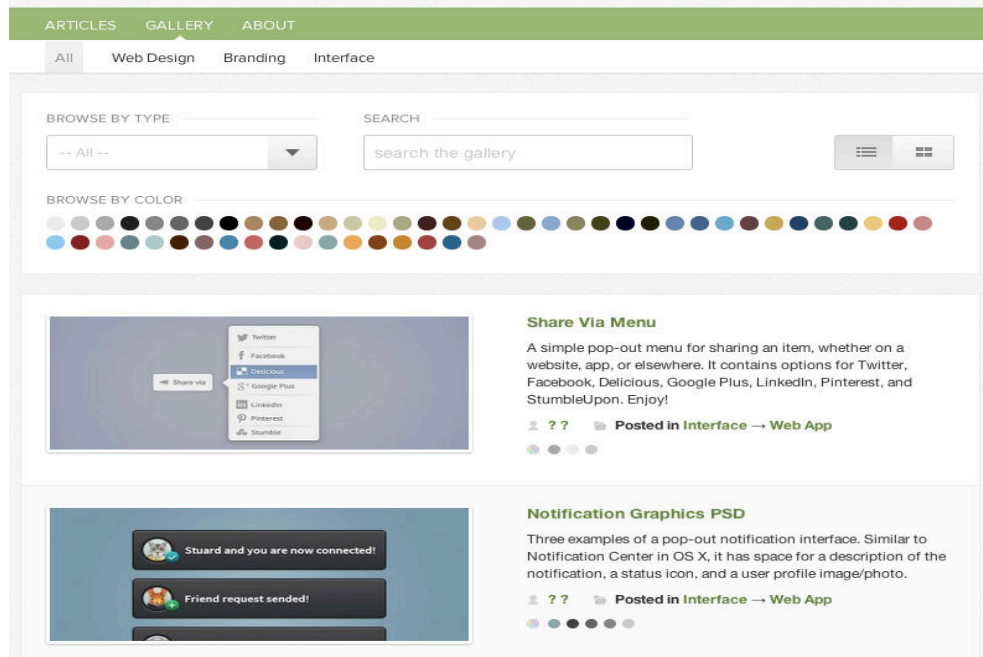 ARTICLES GALLERY ABOUT
All Web Design Branding Interface
BROWSE BY TYPE SEARCH
-- All -- search the gallery
BROWSE BY COLOR
Share Via Menu
A simple pop-out menu for sharing an item, whether on a
website, app, or elsewhere. It contains options for Twitter,
Facebook, Delicious, Google Plus, LinkedIn, Pinterest, and
StumbleUpon. Enjoy!
? ? Posted in Interface → Web App
Share via
Twitter
Facebook
Delicious
Google Plus
LinkedIn
Pinterest
Stumble
Notification Graphics PSD
Three examples of a pop-out notification interface. Similar to
Notification Center in OS X, it has space for a description of the
notification, a status icon, and a user profile image/photo.
? ? Posted in Interface → Web App
Stuard and you are now connected!
Friend request sent!